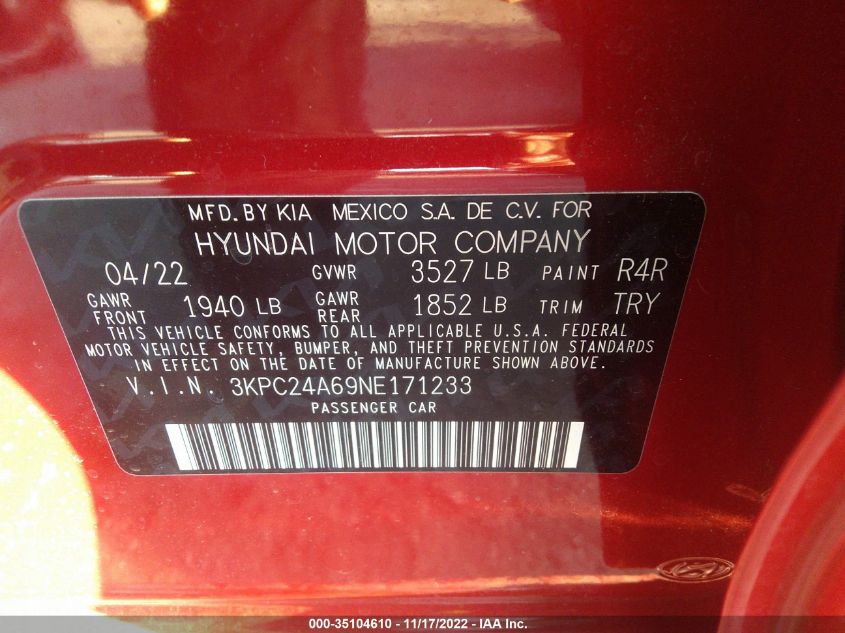 MFD. BY KIA MEXICO S.A. DE C.V. FOR
HYUNDAI MOTOR COMPANY
04/22 GVWR 3527 LB PAINT R4R
GAWR FRONT 1940 LB GAWR REAR 1852 LB TRIM TRY
THIS VEHICLE CONFORMS TO ALL APPLICABLE U.S.A. FEDERAL
MOTOR VEHICLE SAFETY, BUMPER, AND THEFT PREVENTION STANDARDS
IN EFFECT ON THE DATE OF MANUFACTURE SHOWN ABOVE.
V.I.N. 3KPC24A69NE171233
PASSENGER CAR
000-35104610 - 11/17/2022 - IAA Inc.